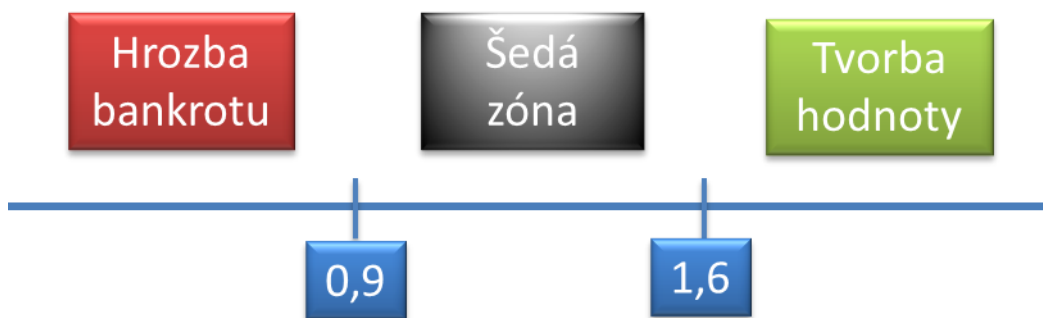 Hrozba
bankrotu
Šedá
zóna
Tvorba
hodnoty
0,9
1,6